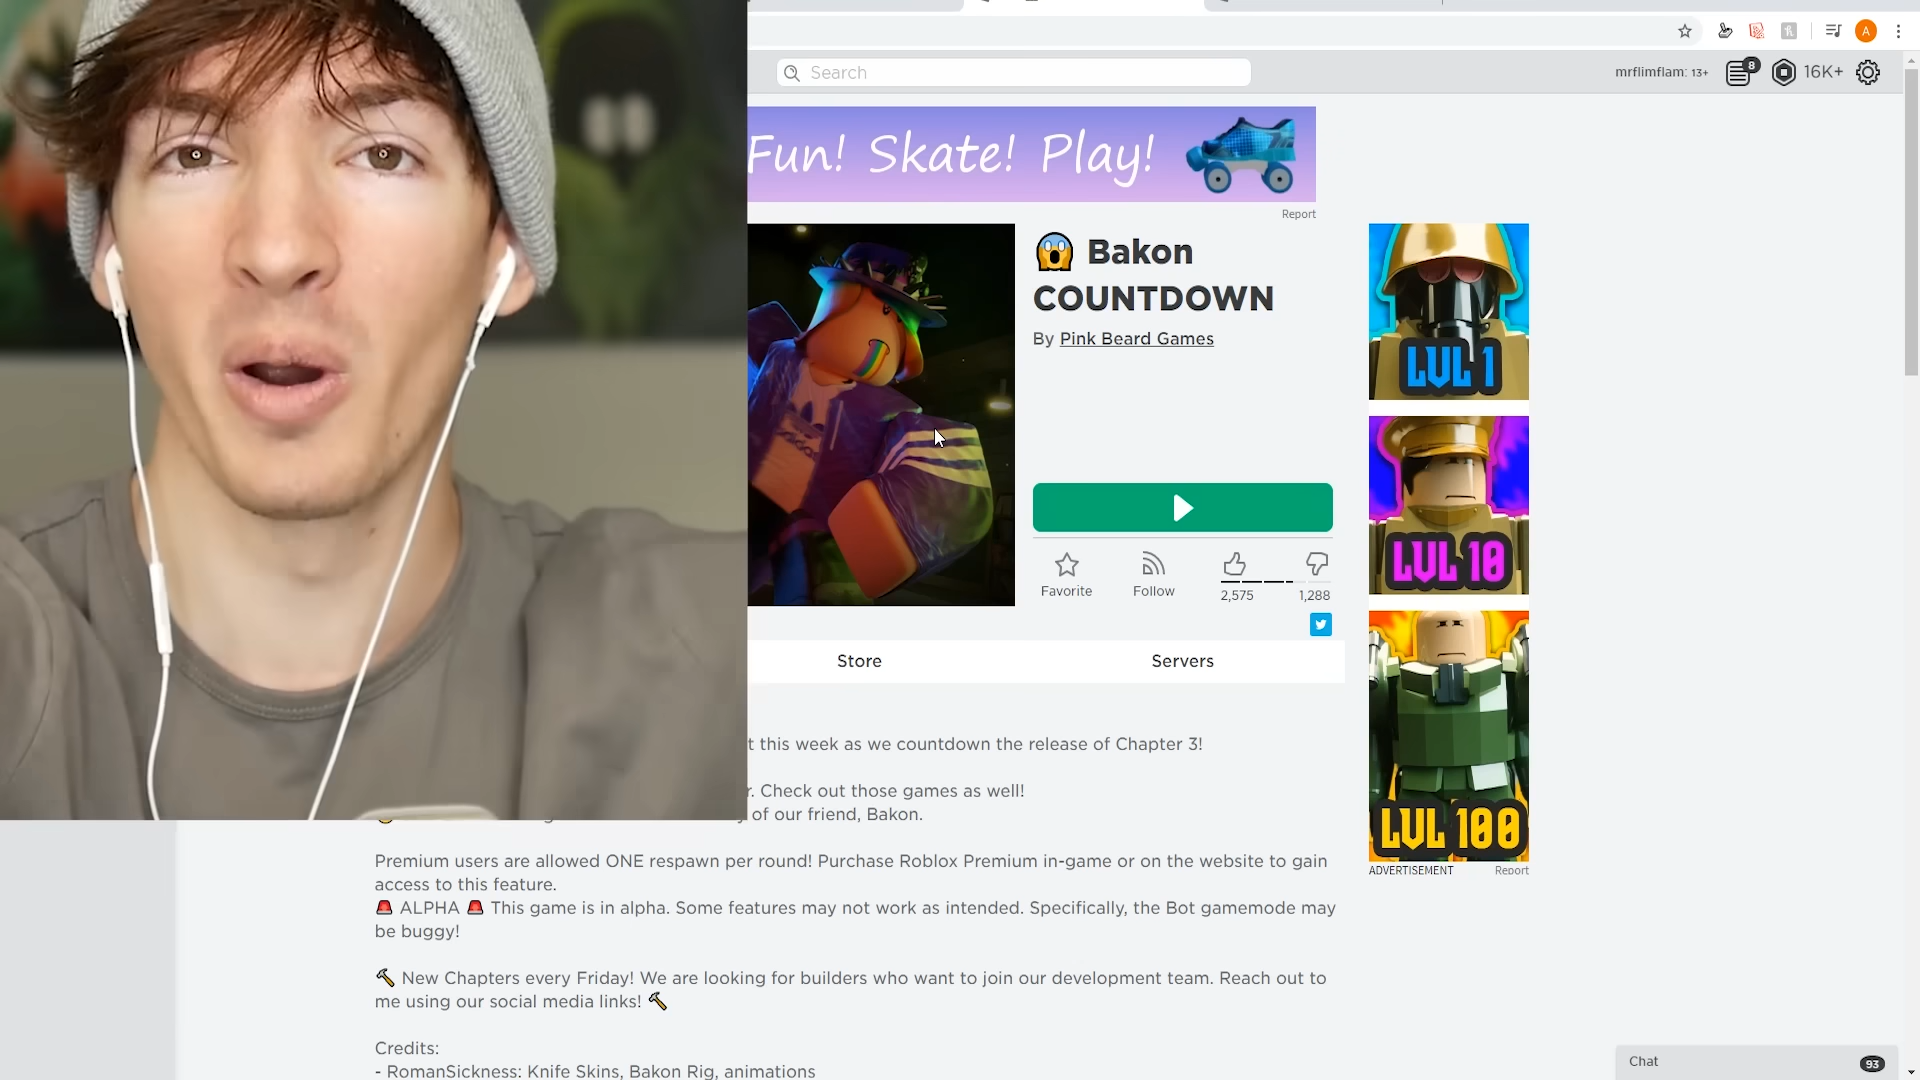 Search
mrflimflam: 13+
8
16K+
A
Fun! Skate! Play!
Report
😱 Bakon
COUNTDOWN
By Pink Beard Games
Favorite
Follow
2,575
1,288
Store
Servers
t this week as we countdown the release of Chapter 3!
r. Check out those games as well!
of our friend, Bakon.
Premium users are allowed ONE respawn per round! Purchase Roblox Premium in-game or on the website to gain
access to this feature.
🚨 ALPHA 🚨 This game is in alpha. Some features may not work as intended. Specifically, the Bot gamemode may
be buggy!
🔨 New Chapters every Friday! We are looking for builders who want to join our development team. Reach out to
me using our social media links! 🔨
Credits:
- RomanSickness: Knife Skins, Bakon Rig, animations
LVL 1
LVL 10
LVL 100
ADVERTISEMENT
Report
Chat
93